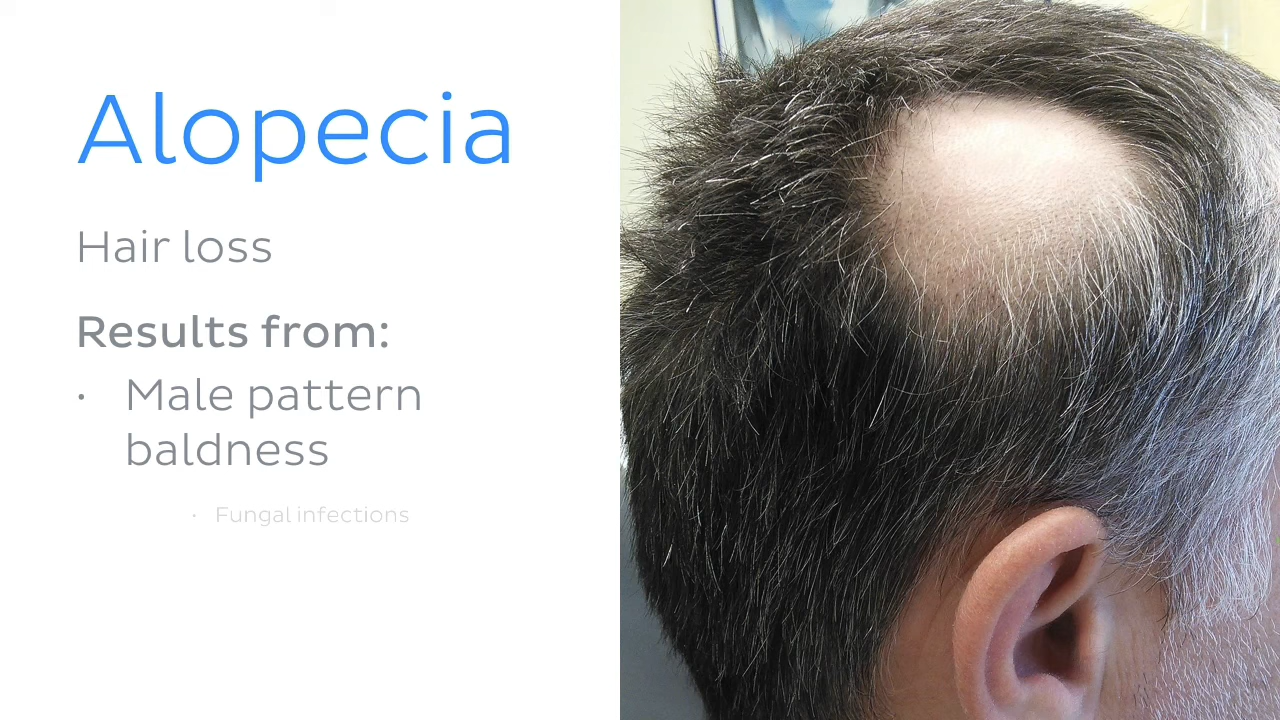 Alopecia
Hair loss
Results from:
· Male pattern
baldness
· Fungal infections